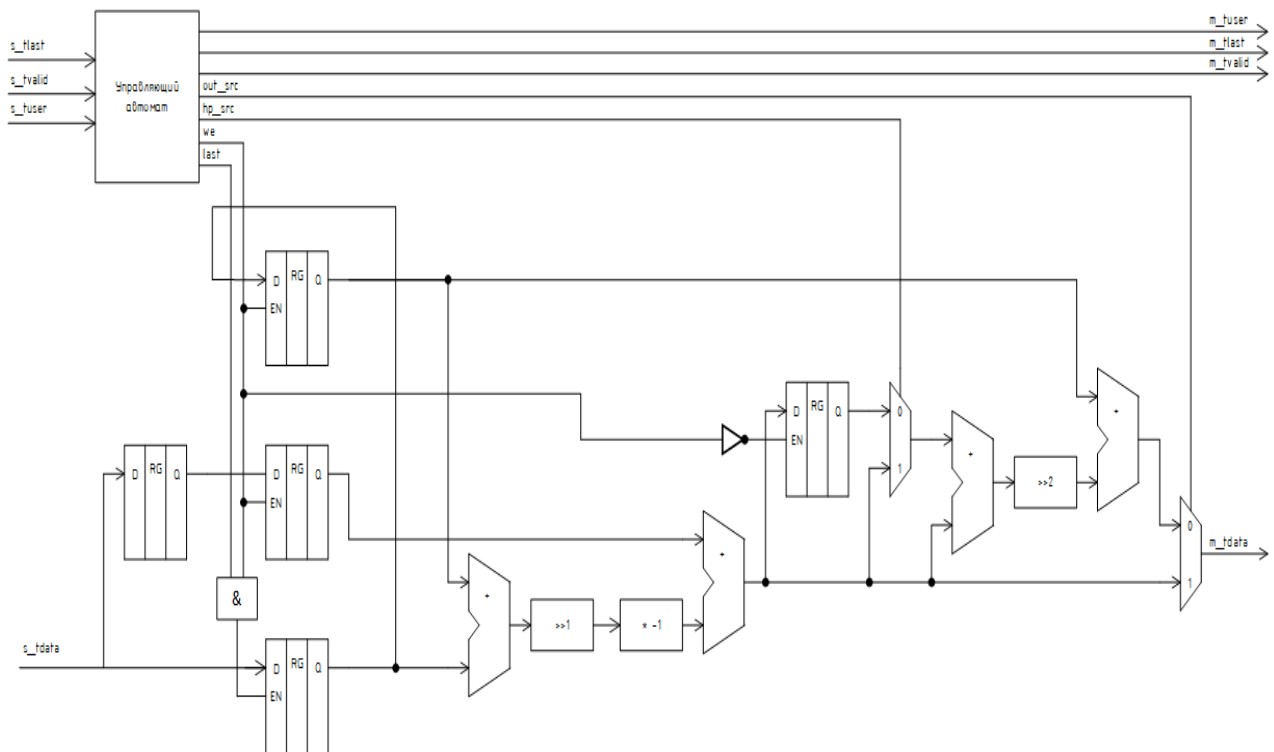 m_tuser
s_tlast
m_tlast
m_tvalid
s_tvalid
Управляющий
автомат
out_src
s_tuser
hp_src
we
last
D RG Q
EN
D RG Q
EN
0
+
+
1
>>2
D RG Q
D RG Q
EN
+
0
m_tdata
1
+
&
>>1
* -1
s_tdata
D RG Q
EN